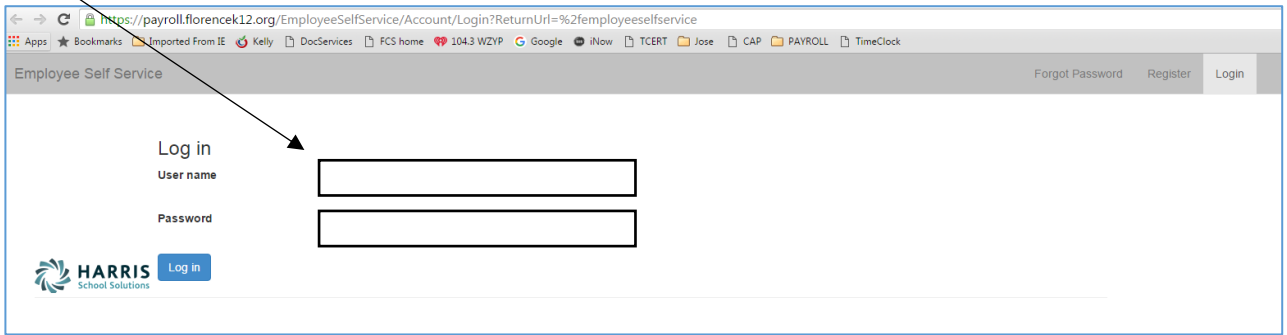 https://payroll.florencek12.org/EmployeeSelfService/Account/Login?ReturnUrl=%2femployeeselfservice
Apps Bookmarks Imported From IE Kelly DocServices FCS home 104.3 WZYP Google iNow TCERT Jose CAP PAYROLL TimeClock
Employee Self Service Forgot Password Register Login
Log in
User name
Password
Log in
HARRIS
School Solutions